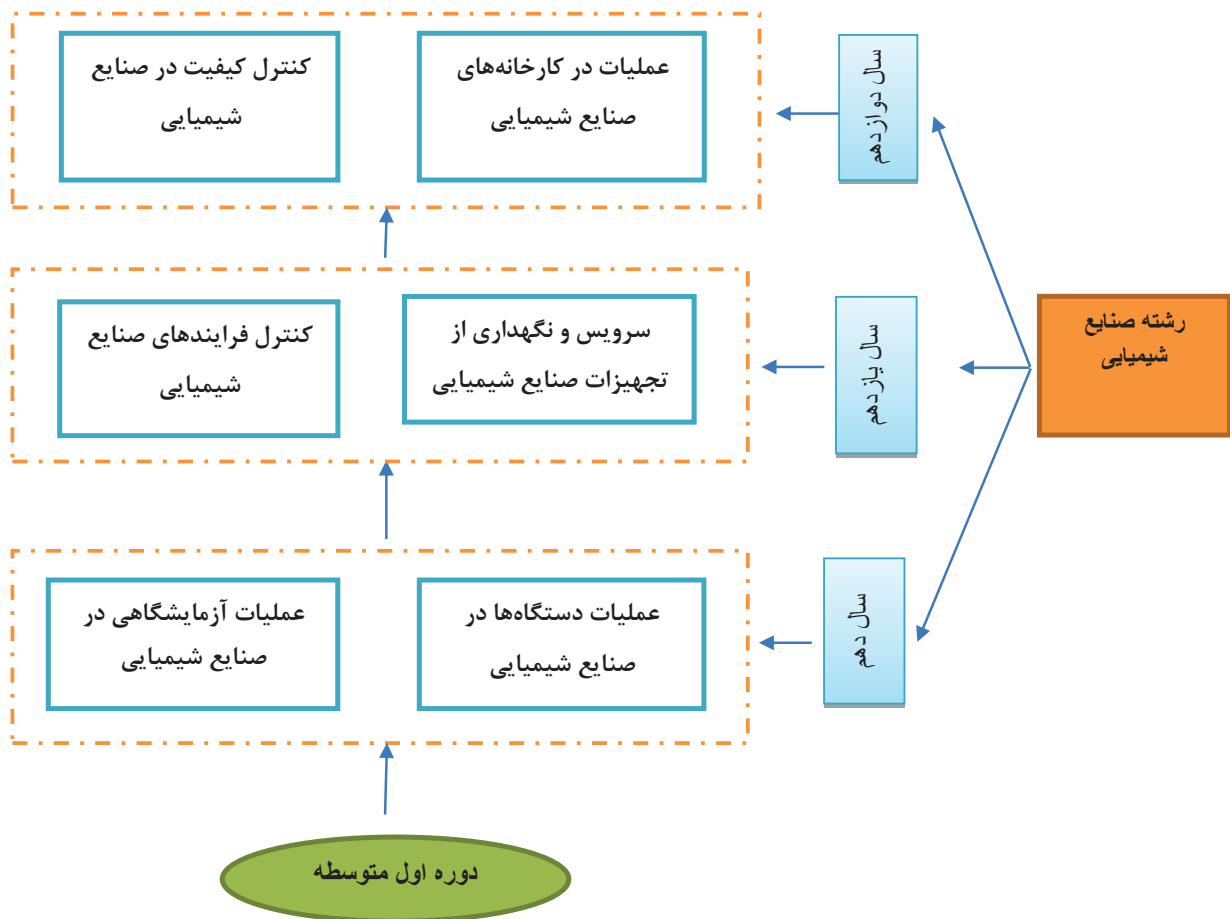 رشته صنایع
شیمیایی
سال دوازدهم
عملیات در کارخانه‌های
صنایع شیمیایی
کنترل کیفیت در صنایع
شیمیایی
سال یازدهم
سرویس و نگهداری از
تجهیزات صنایع شیمیایی
کنترل فرایندهای صنایع
شیمیایی
سال دهم
عملیات دستگاه‌ها در
صنایع شیمیایی
عملیات آزمایشگاهی در
صنایع شیمیایی
دوره اول متوسطه